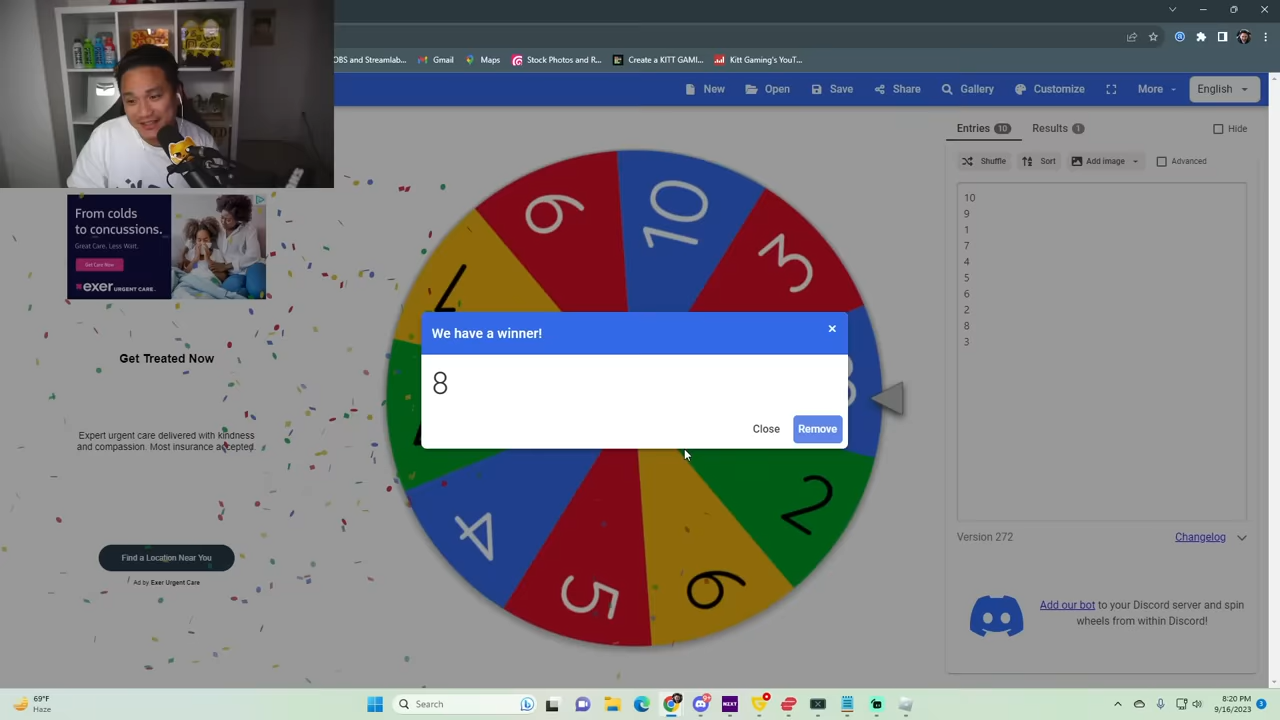 OBS and Streamlab...
Gmail
Maps
Stock Photos and R...
Create a KITT GAMI...
Kitt Gaming's YouT...
New
Open
Save
Share
Gallery
Customize
More
English
Entries 10
Results 1
Hide
Shuffle
Sort
Add image
Advanced
10
9
1
7
4
5
6
2
8
3
From colds
to concussions.
Great Care. Less Wait.
Get Care Now
exer URGENT CARE
Get Treated Now
Expert urgent care delivered with kindness
and compassion. Most insurance accepted.
Find a Location Near You
Ad by Exer Urgent Care
9
10
3
2
6
5
4
We have a winner!
8
Close
Remove
Version 272
Changelog
Add our bot to your Discord server and spin
wheels from within Discord!
69°F
Haze
Search
NZXT
8:20 PM
9/16/2023
3